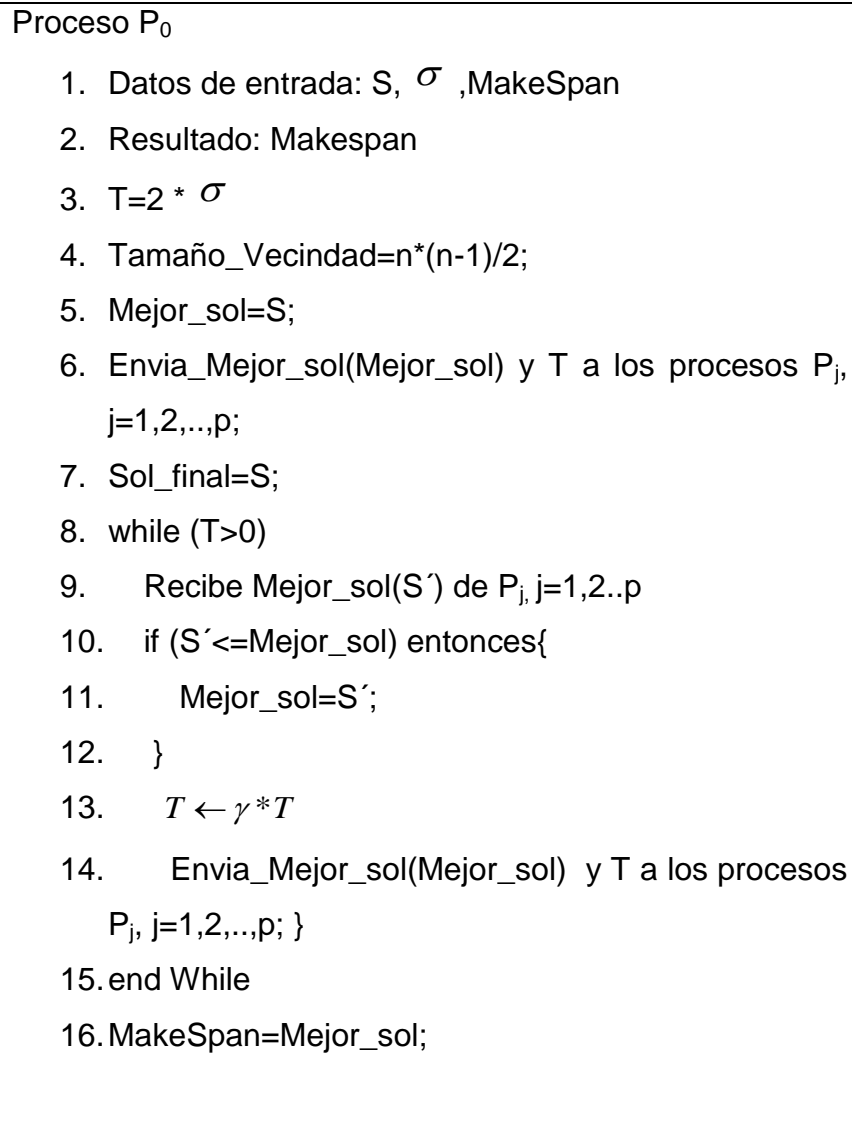 Proceso P₀
1. Datos de entrada: S, σ ,MakeSpan
2. Resultado: Makespan
3. T=2 * σ
4. Tamaño_Vecindad=n*(n-1)/2;
5. Mejor_sol=S;
6. Envia_Mejor_sol(Mejor_sol) y T a los procesos Pⱼ,
j=1,2,..,p;
7. Sol_final=S;
8. while (T>0)
9. Recibe Mejor_sol(S´) de Pⱼ, j=1,2..p
10. if (S´<=Mejor_sol) entonces{
11. Mejor_sol=S´;
12. }
13. T ← γ * T
14. Envia_Mejor_sol(Mejor_sol) y T a los procesos
Pⱼ, j=1,2,..,p; }
15. end While
16. MakeSpan=Mejor_sol;